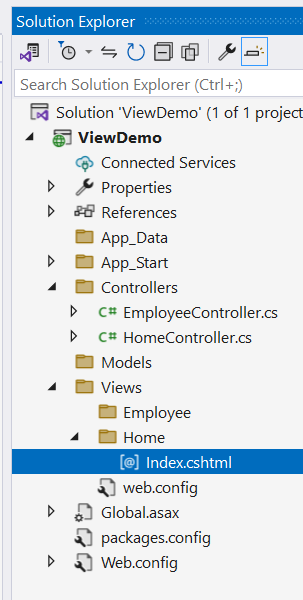 Solution Explorer
Search Solution Explorer (Ctrl+;)
Solution 'ViewDemo' (1 of 1 project
ViewDemo
Connected Services
Properties
References
App_Data
App_Start
Controllers
C# EmployeeController.cs
C# HomeController.cs
Models
Views
Employee
Home
[@] Index.cshtml
web.config
Global.asax
packages.config
Web.config